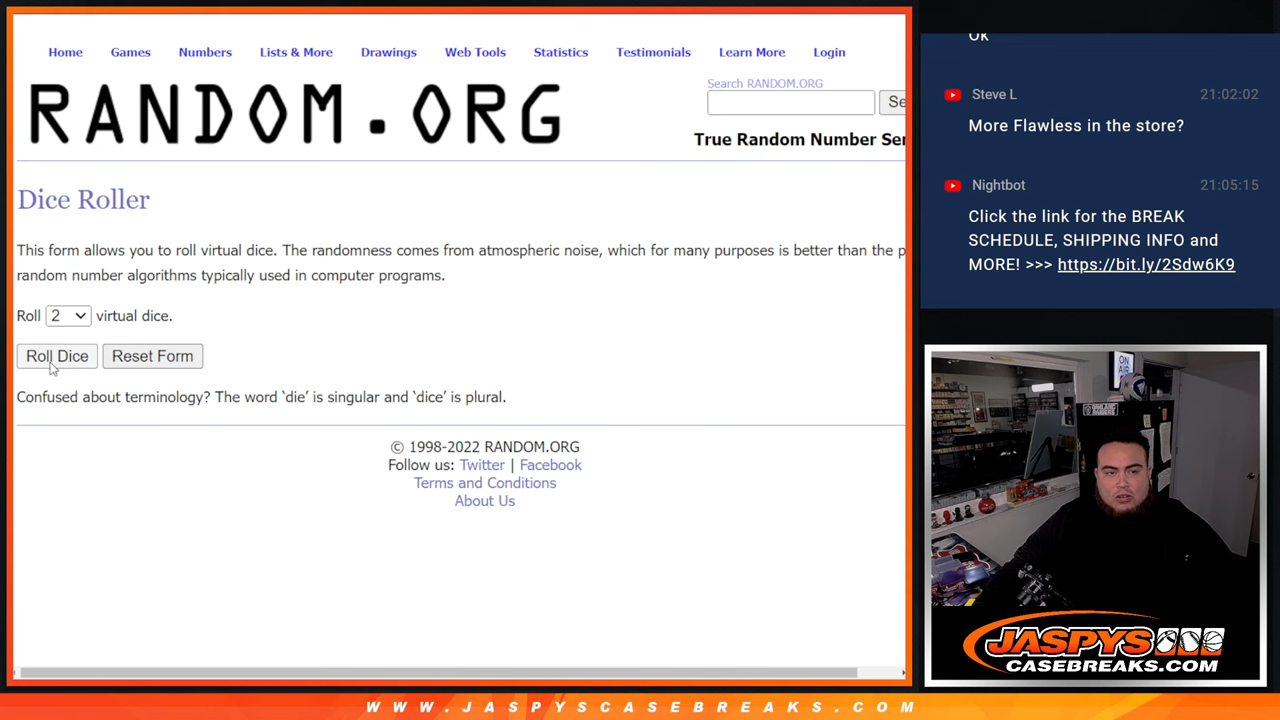 Home Games Numbers Lists & More Drawings Web Tools Statistics Testimonials Learn More Login
RANDOM.ORG
Search RANDOM.ORG
Se
True Random Number Ser
Dice Roller
This form allows you to roll virtual dice. The randomness comes from atmospheric noise, which for many purposes is better than the p
random number algorithms typically used in computer programs.
Roll 2 virtual dice.
Roll Dice Reset Form
Confused about terminology? The word ‘die’ is singular and ‘dice’ is plural.
© 1998-2022 RANDOM.ORG
Follow us: Twitter | Facebook
Terms and Conditions
About Us
Ok
Steve L 21:02:02
More Flawless in the store?
Nightbot 21:05:15
Click the link for the BREAK
SCHEDULE, SHIPPING INFO and
MORE! >>> https://bit.ly/2Sdw6K9
ON
AIR
JASPYS
CASEBREAKS.COM
WWW.JASPYSCASEBREAKS.COM